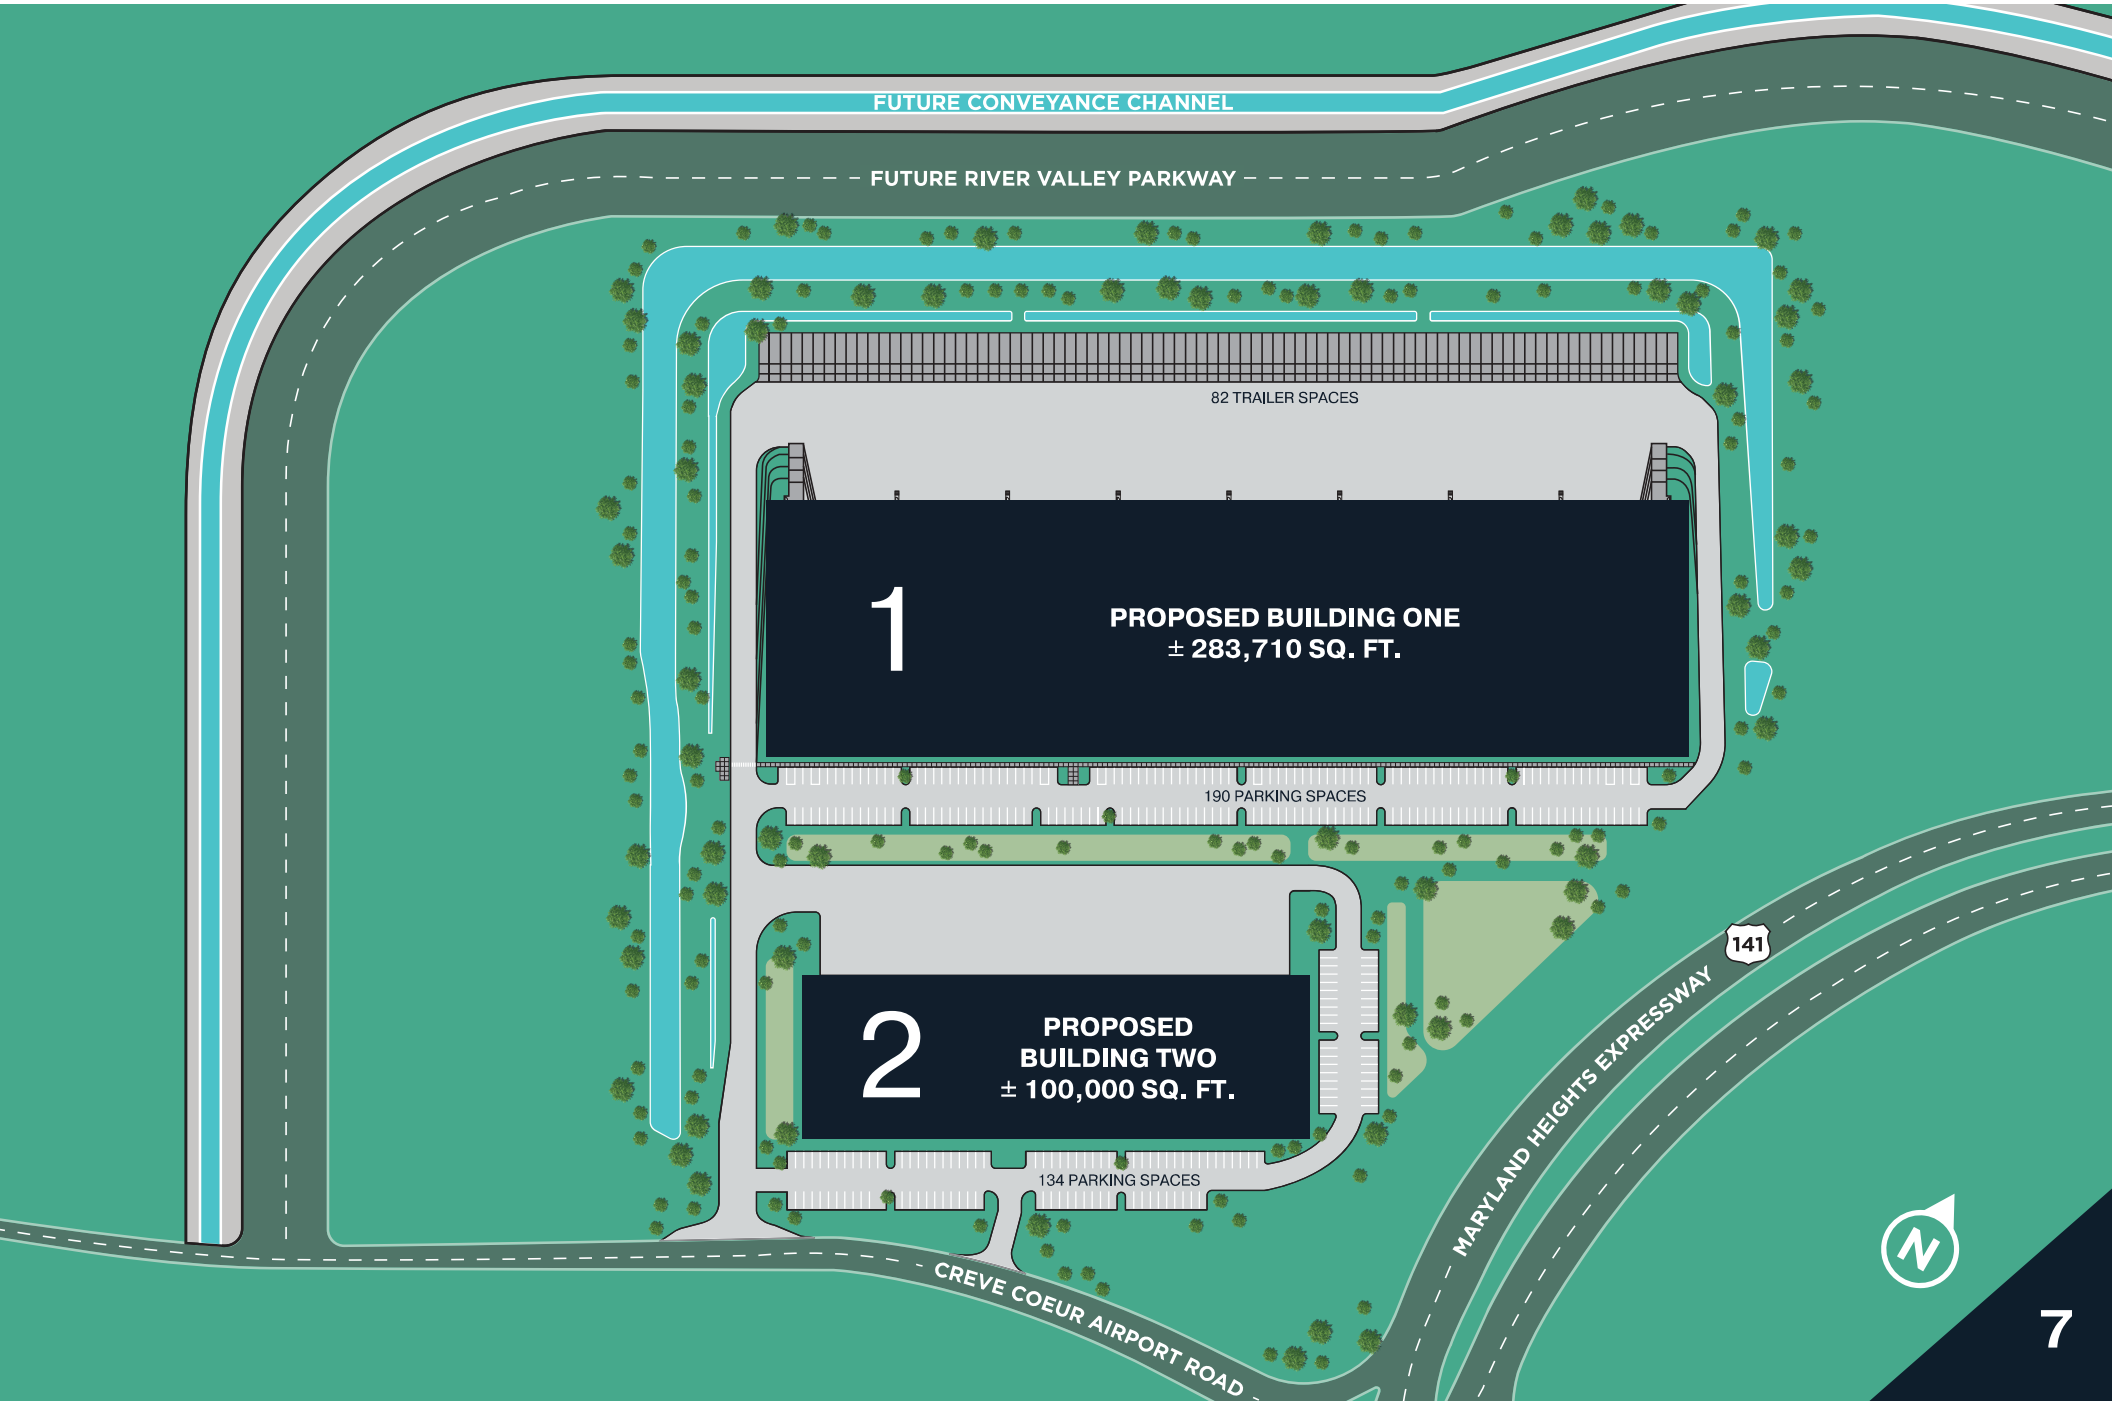 FUTURE CONVEYANCE CHANNEL
FUTURE RIVER VALLEY PARKWAY
82 TRAILER SPACES
1
PROPOSED BUILDING ONE
± 283,710 SQ. FT.
190 PARKING SPACES
141
MARYLAND HEIGHTS EXPRESSWAY
2
PROPOSED
BUILDING TWO
± 100,000 SQ. FT.
134 PARKING SPACES
CREVE COEUR AIRPORT ROAD
N
7